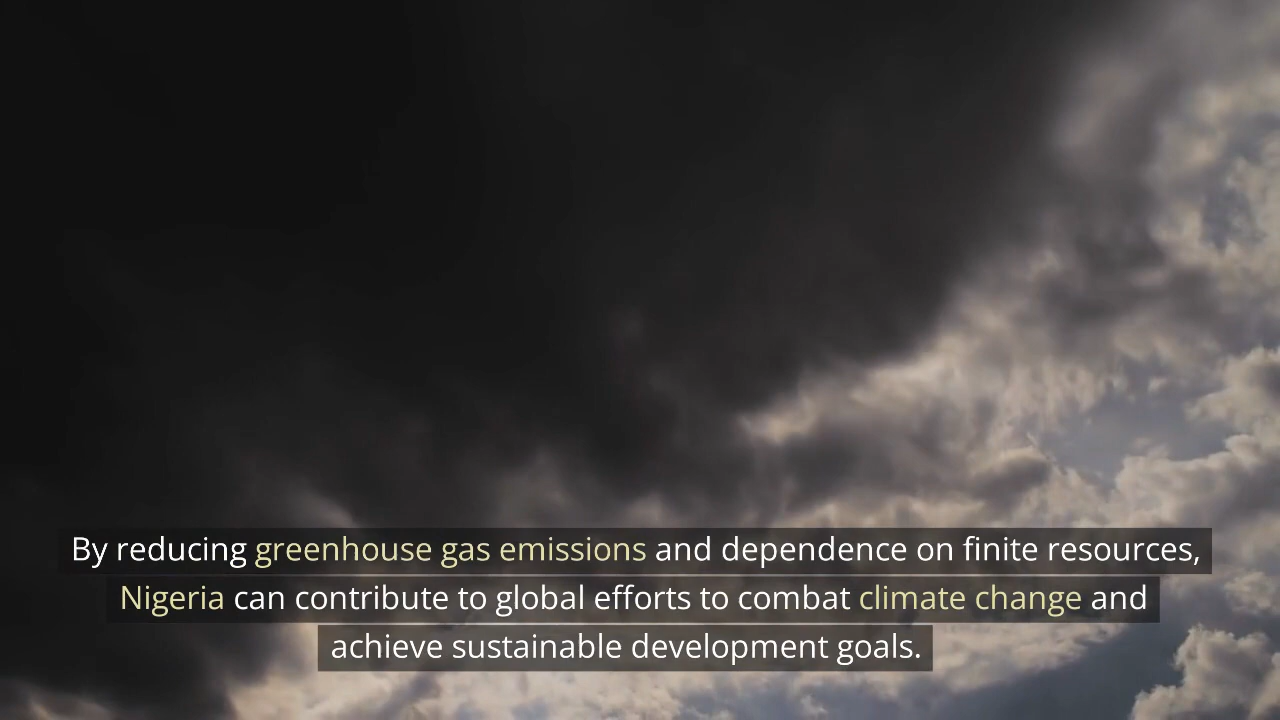 By reducing greenhouse gas emissions and dependence on finite resources,
Nigeria can contribute to global efforts to combat climate change and
achieve sustainable development goals.